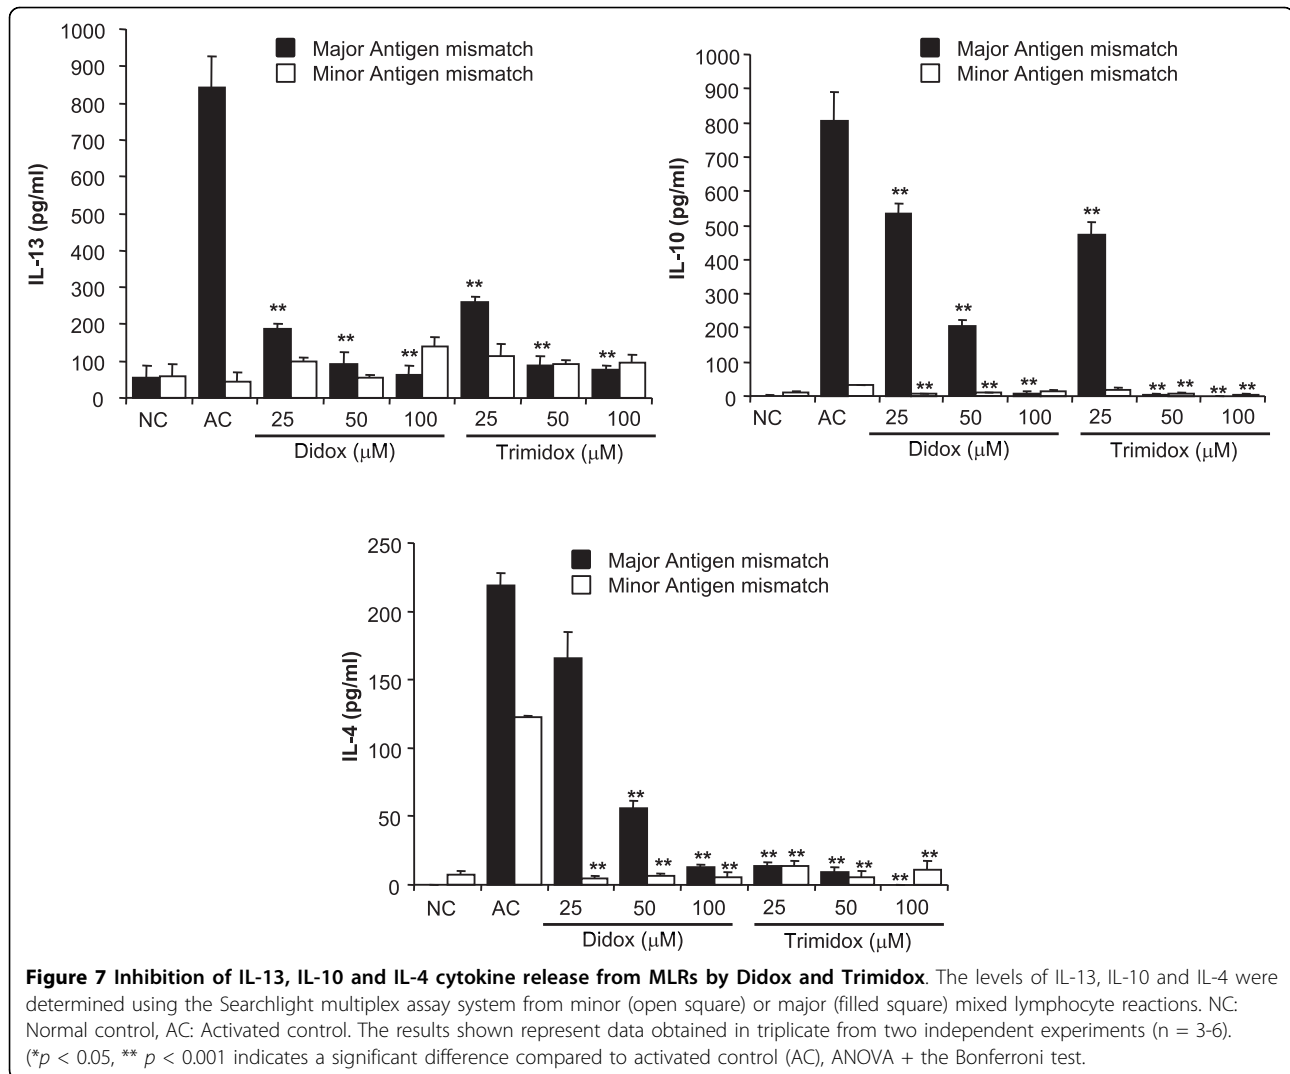 1000
900
800
700
600
500
400
300
200
100
0
IL-13 (pg/ml)
Major Antigen mismatch
Minor Antigen mismatch
** ** ** ** ** **
NC AC 25 50 100 25 50 100
Didox (μM) Trimidox (μM)
1000
900
800
700
600
500
400
300
200
100
0
IL-10 (pg/ml)
Major Antigen mismatch
Minor Antigen mismatch
** ** ** ** ** ** ** ** ** **
NC AC 25 50 100 25 50 100
Didox (μM) Trimidox (μM)
250
200
150
100
50
0
IL-4 (pg/ml)
Major Antigen mismatch
Minor Antigen mismatch
** ** ** ** ** ** ** ** ** ** **
NC AC 25 50 100 25 50 100
Didox (μM) Trimidox (μM)
Figure 7 Inhibition of IL-13, IL-10 and IL-4 cytokine release from MLRs by Didox and Trimidox. The levels of IL-13, IL-10 and IL-4 were
determined using the Searchlight multiplex assay system from minor (open square) or major (filled square) mixed lymphocyte reactions. NC:
Normal control, AC: Activated control. The results shown represent data obtained in triplicate from two independent experiments (n = 3-6).
(*p < 0.05, ** p < 0.001 indicates a significant difference compared to activated control (AC), ANOVA + the Bonferroni test.